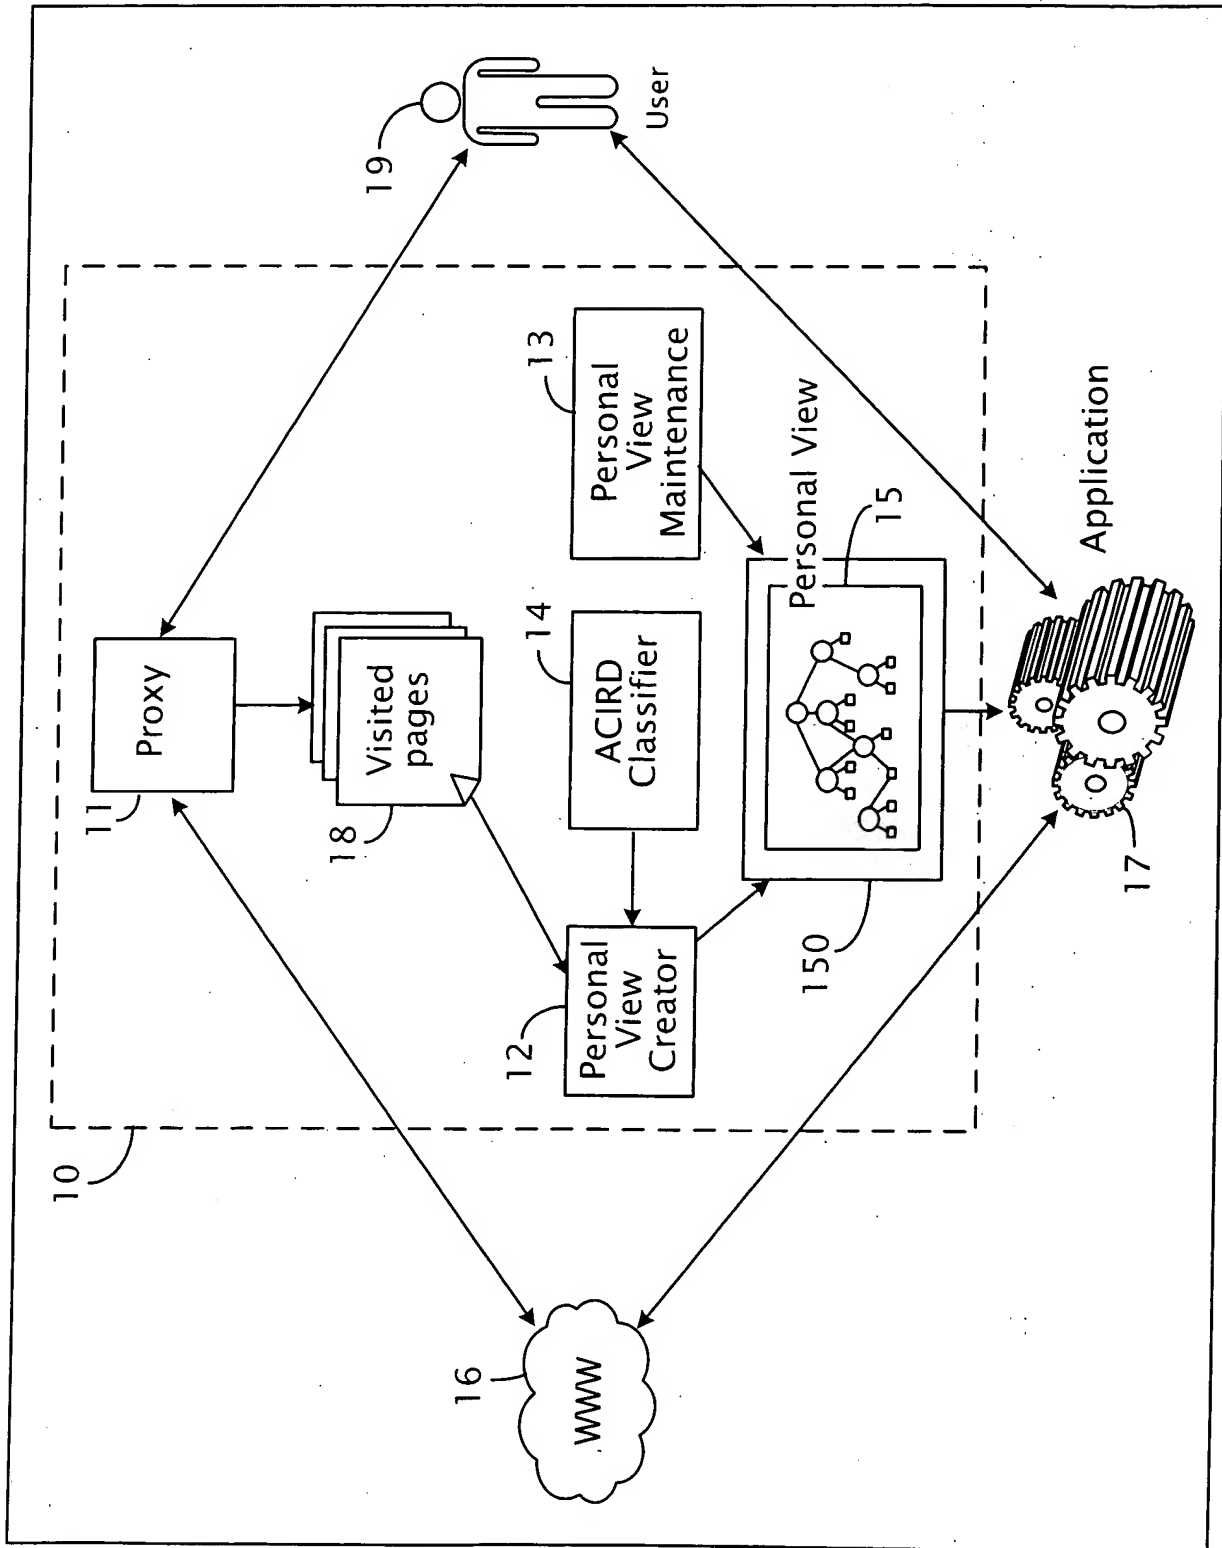 10
11
Proxy
19
User
18
Visited
pages
16
WWW
12
Personal
View
Creator
14
ACIRD
Classifier
13
Personal
View
Maintenance
150
Personal View
15
17
Application